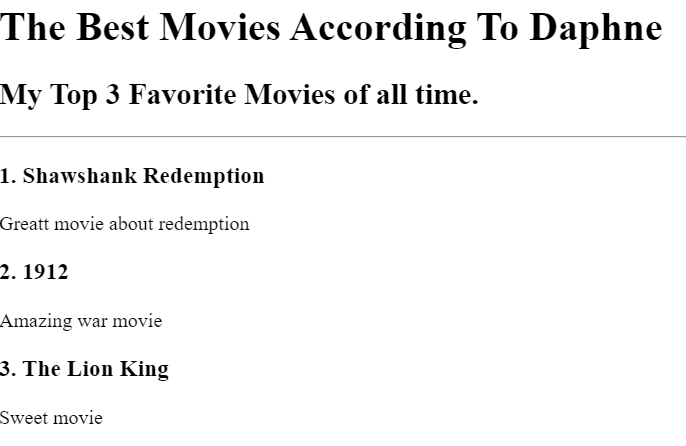 The Best Movies According To Daphne
My Top 3 Favorite Movies of all time.
1. Shawshank Redemption
Greatt movie about redemption
2. 1912
Amazing war movie
3. The Lion King
Sweet movie